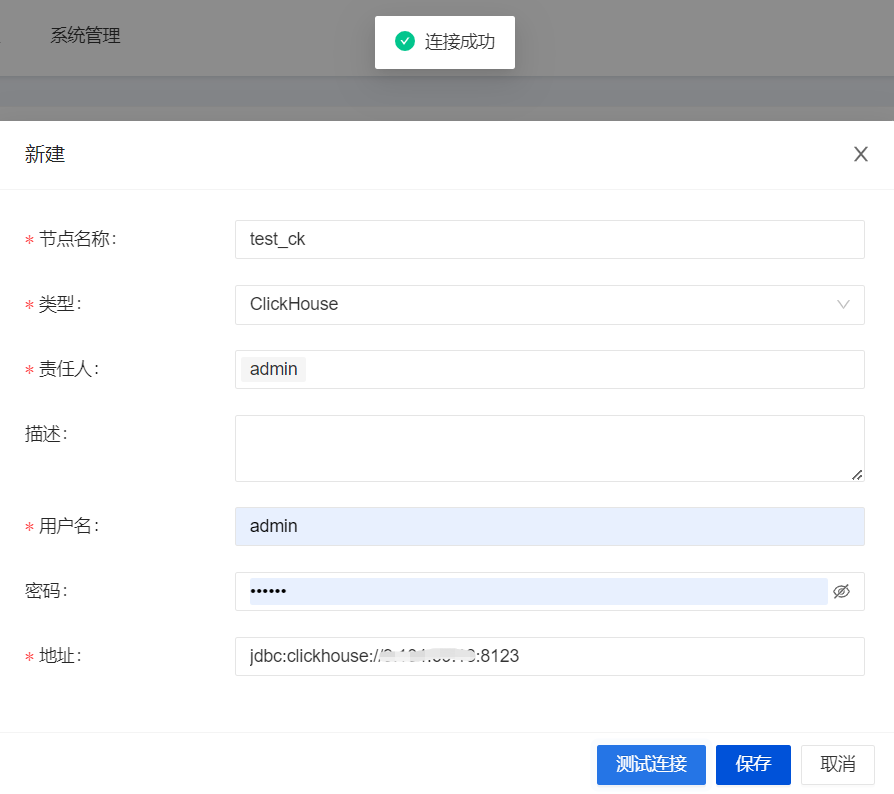 系统管理
连接成功
新建
* 节点名称: test_ck
* 类型: ClickHouse
* 责任人: admin
描述:
* 用户名: admin
密码: ••••••
* 地址: jdbc:clickhouse:// :8123
测试连接 保存 取消